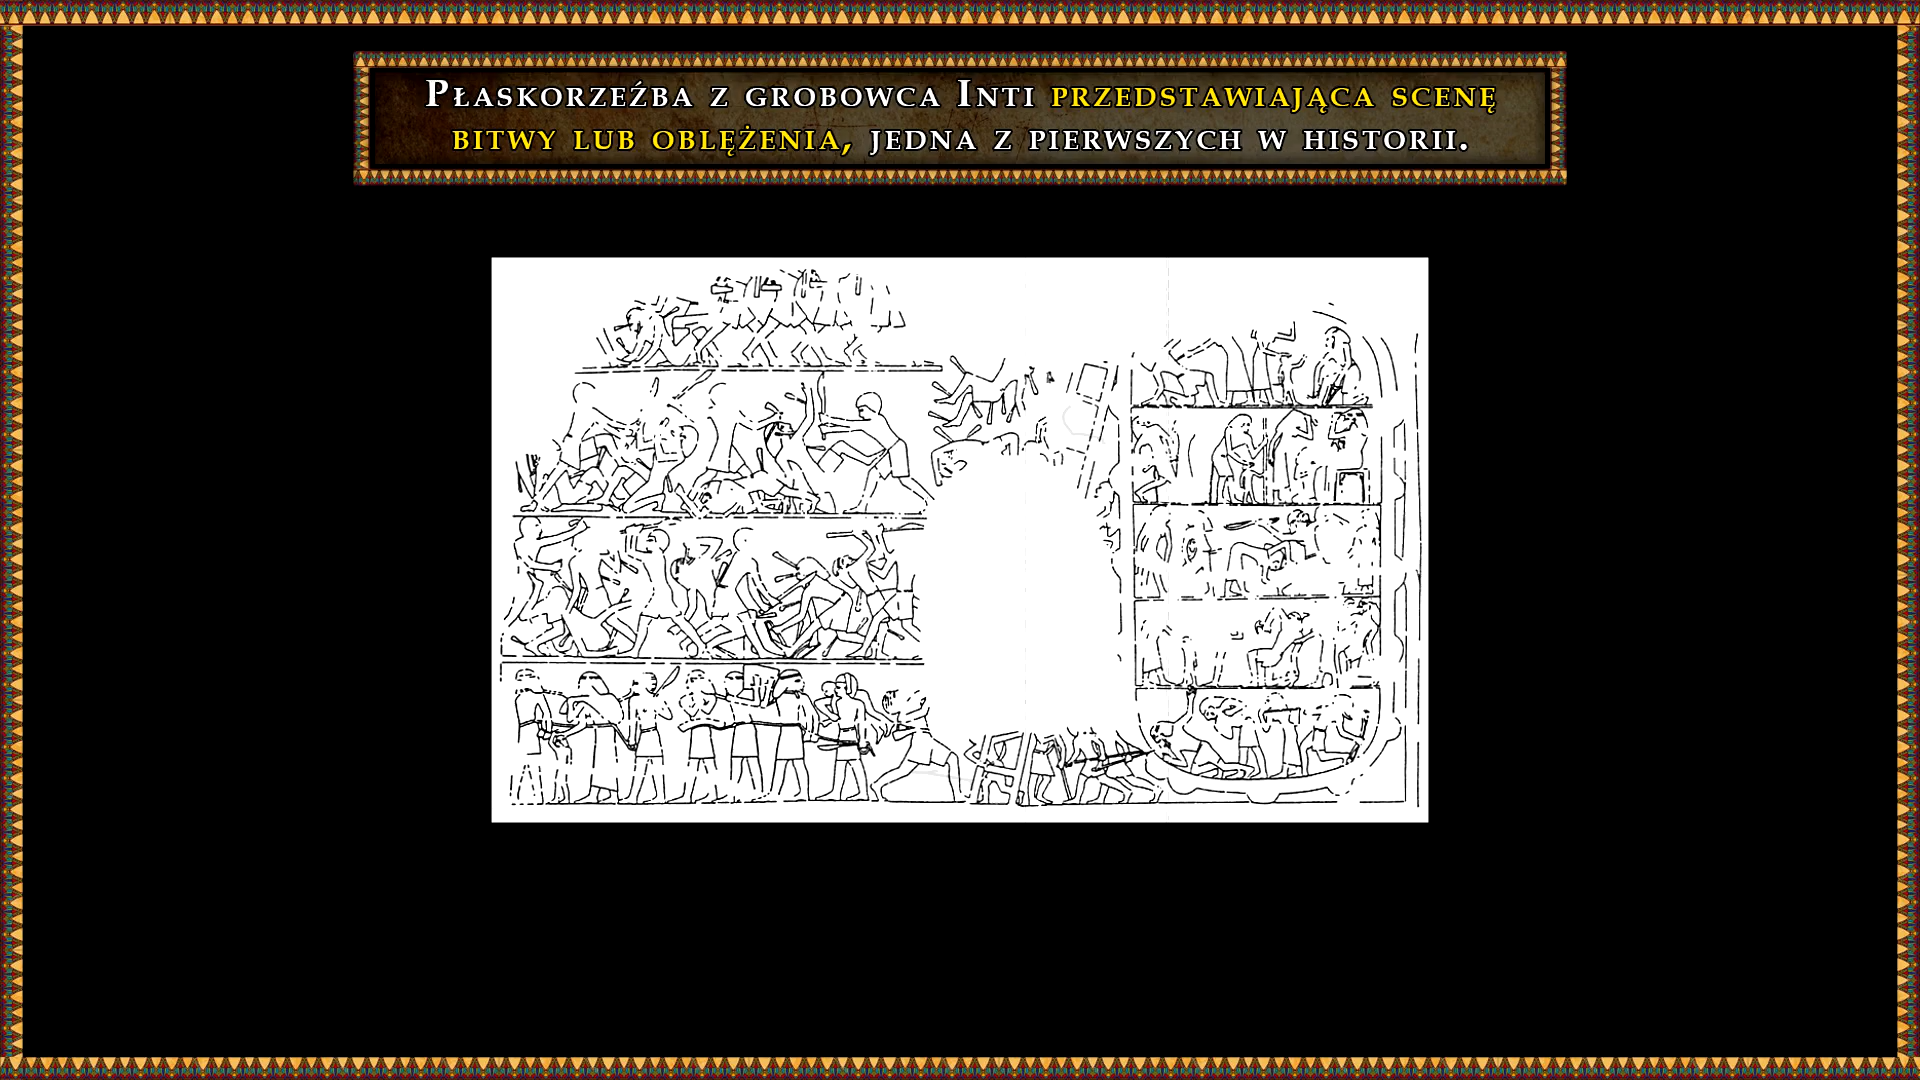 Płaskorzeźba z grobowca Inti przedstawiająca scenę
bitwy lub oblężenia, jedna z pierwszych w historii.